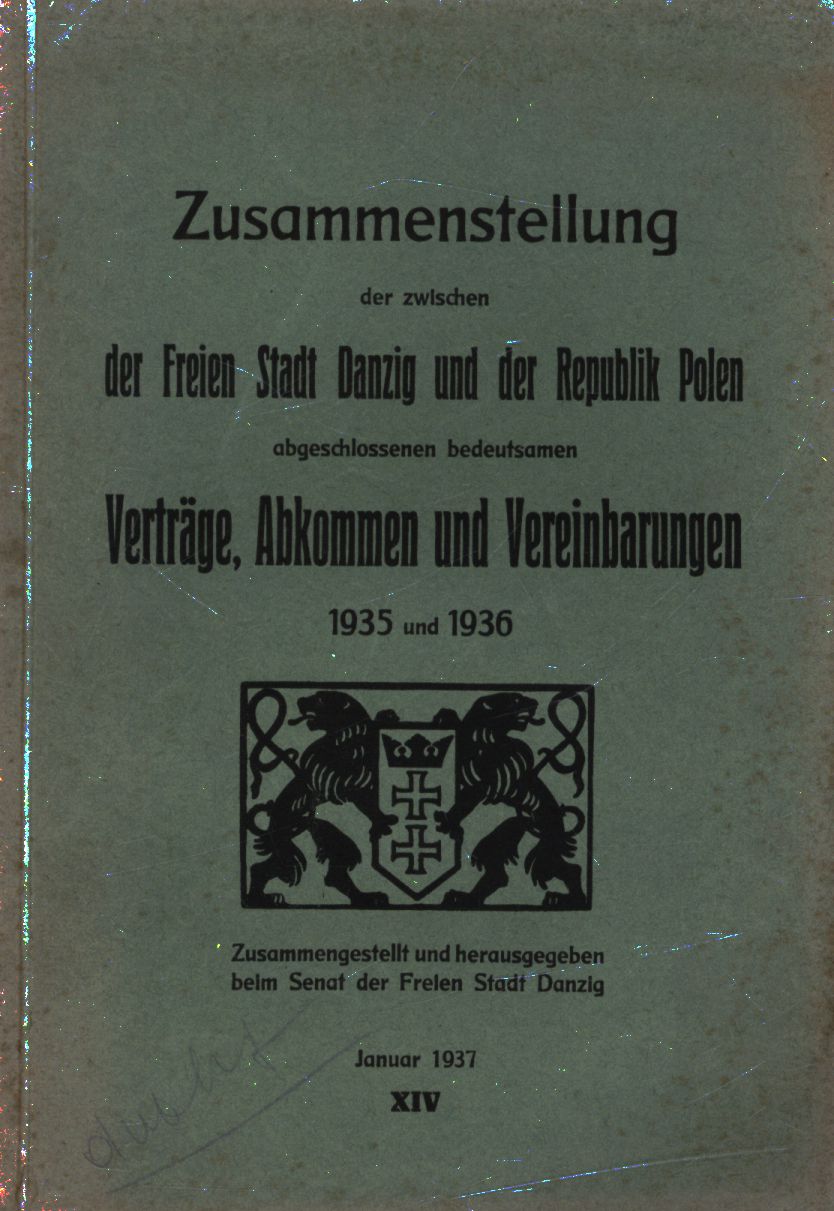 Zusammenstellung
der zwischen
der Freien Stadt Danzig und der Republik Polen
abgeschlossenen bedeutsamen
Verträge, Abkommen und Vereinbarungen
1935 und 1936
Zusammengestellt und herausgegeben
beim Senat der Freien Stadt Danzig
Januar 1937
XIV